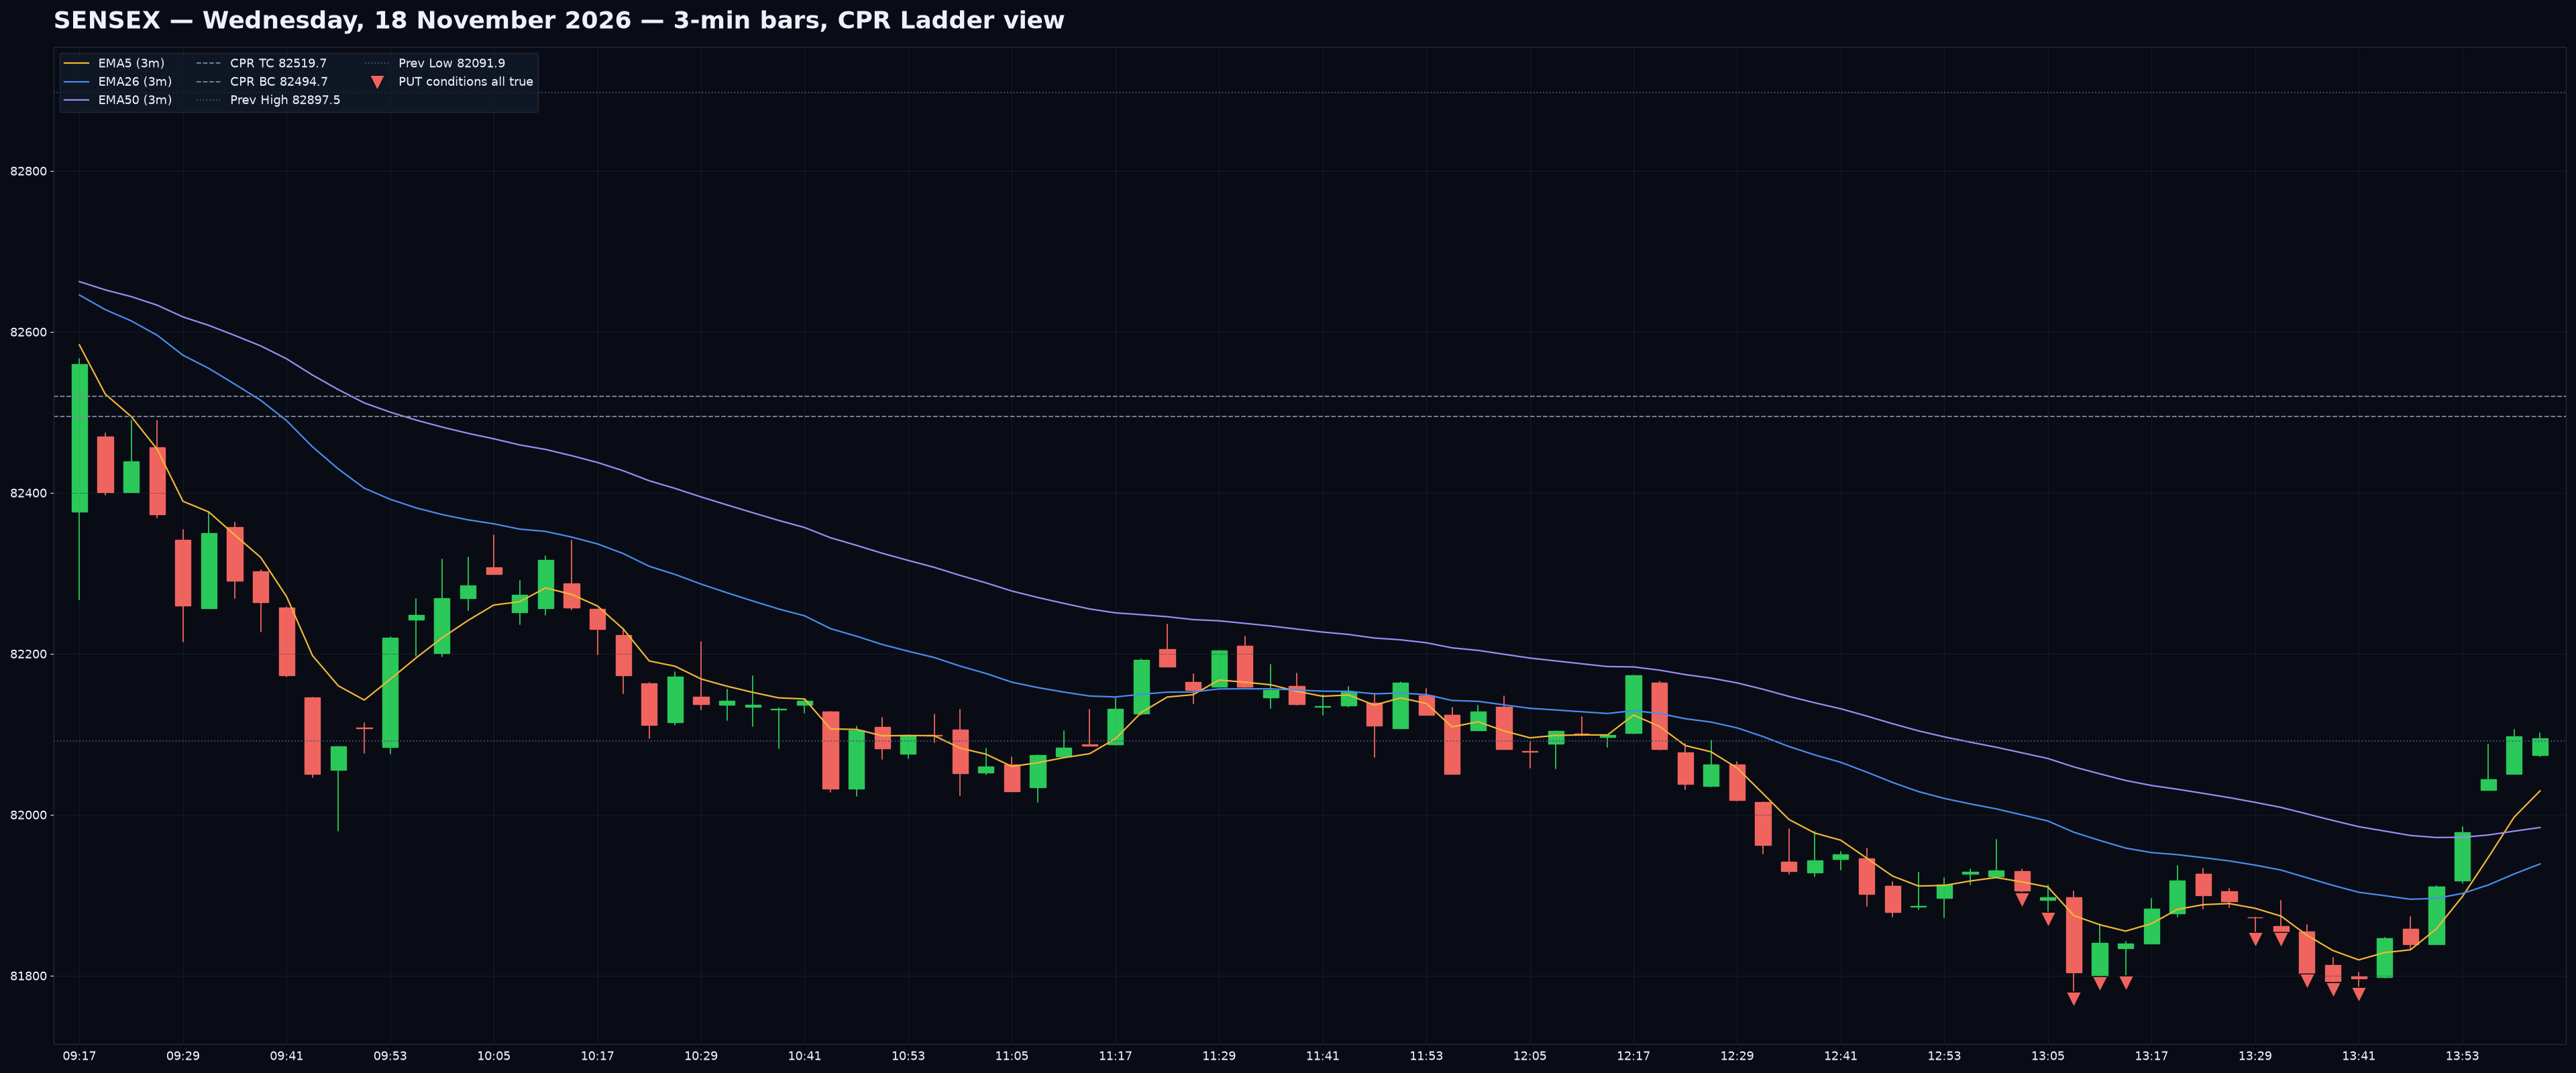 SENSEX — Wednesday, 18 November 2026 — 3-min bars, CPR Ladder view
EMA5 (3m)
EMA26 (3m)
EMA50 (3m)
CPR TC 82519.7
CPR BC 82494.7
Prev High 82897.5
Prev Low 82091.9
PUT conditions all true
82800
82600
82400
82200
82000
81800
09:17 09:29 09:41 09:53 10:05 10:17 10:29 10:41 10:53 11:05 11:17 11:29 11:41 11:53 12:05 12:17 12:29 12:41 12:53 13:05 13:17 13:29 13:41 13:53